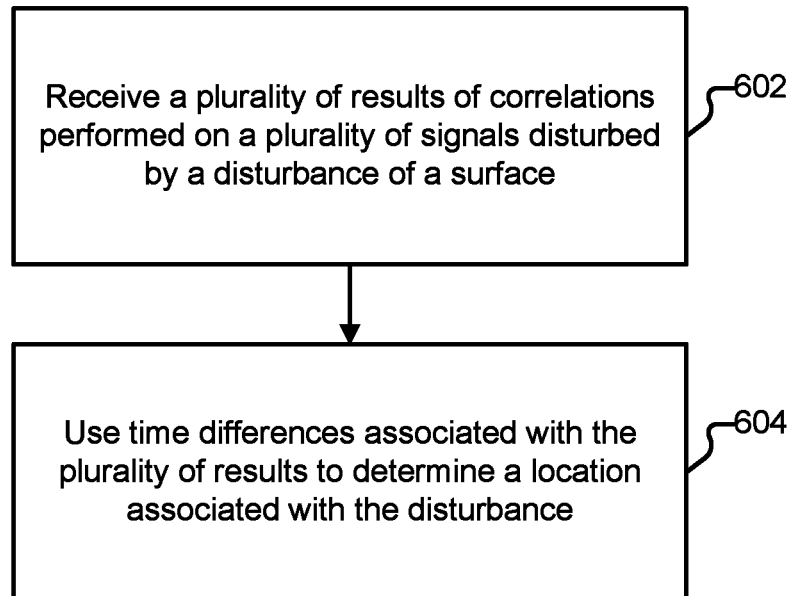 Receive a plurality of results of correlations
performed on a plurality of signals disturbed
by a disturbance of a surface
602
Use time differences associated with the
plurality of results to determine a location
associated with the disturbance
604